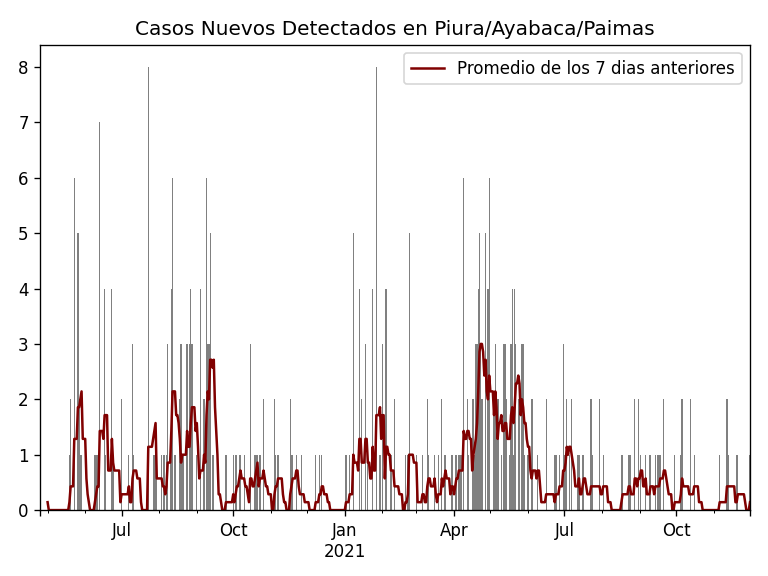 Casos Nuevos Detectados en Piura/Ayabaca/Paimas
Promedio de los 7 dias anteriores
8
7
6
5
4
3
2
1
0
Jul
Oct
Jan
2021
Apr
Jul
Oct